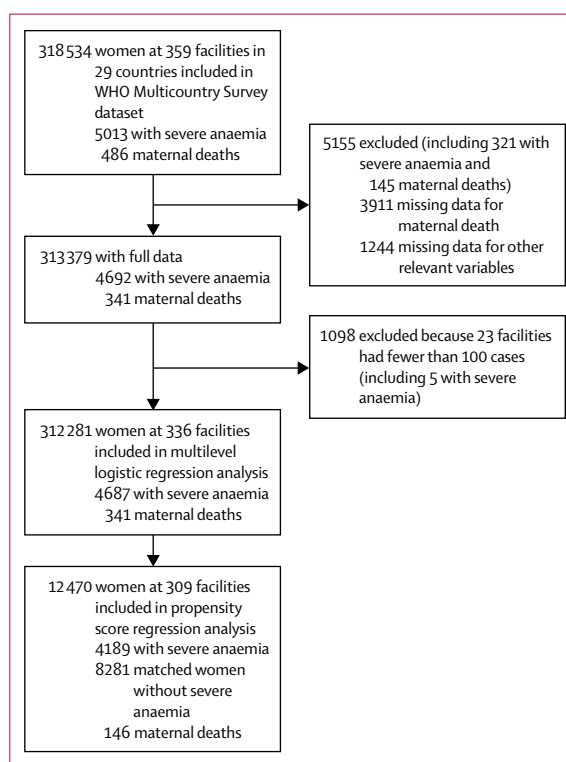 318 534 women at 359 facilities in
29 countries included in
WHO Multicountry Survey
dataset
5013 with severe anaemia
486 maternal deaths
5155 excluded (including 321 with
severe anaemia and
145 maternal deaths)
3911 missing data for
maternal death
1244 missing data for other
relevant variables
313 379 with full data
4692 with severe anaemia
341 maternal deaths
1098 excluded because 23 facilities
had fewer than 100 cases
(including 5 with severe
anaemia)
312 281 women at 336 facilities
included in multilevel
logistic regression analysis
4687 with severe anaemia
341 maternal deaths
12 470 women at 309 facilities
included in propensity
score regression analysis
4189 with severe anaemia
8281 matched women
without severe
anaemia
146 maternal deaths